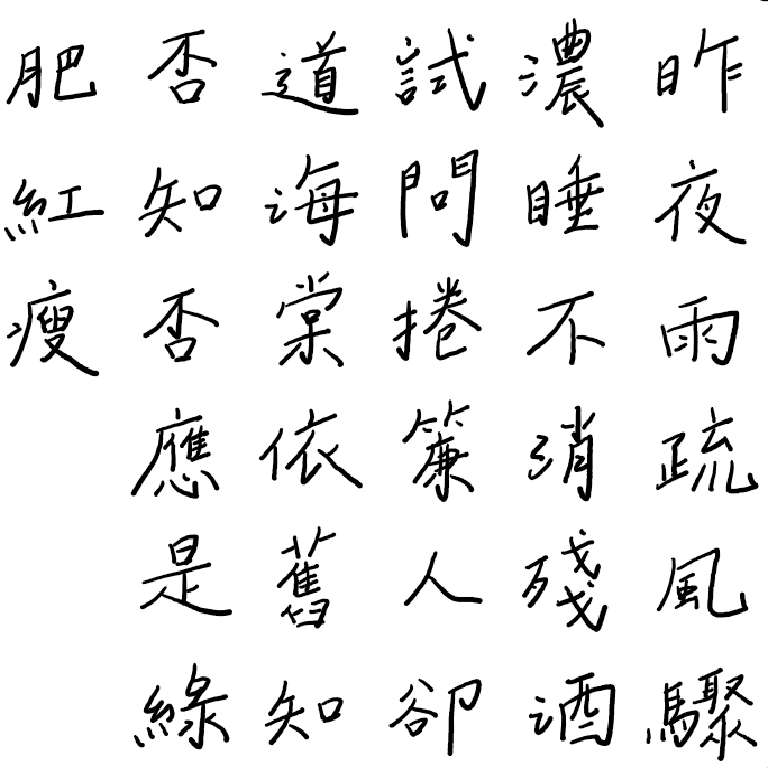 昨夜雨疏風驟
濃睡不消殘酒
試問捲簾人卻
道海棠依舊知
否知否應是綠
肥紅瘦